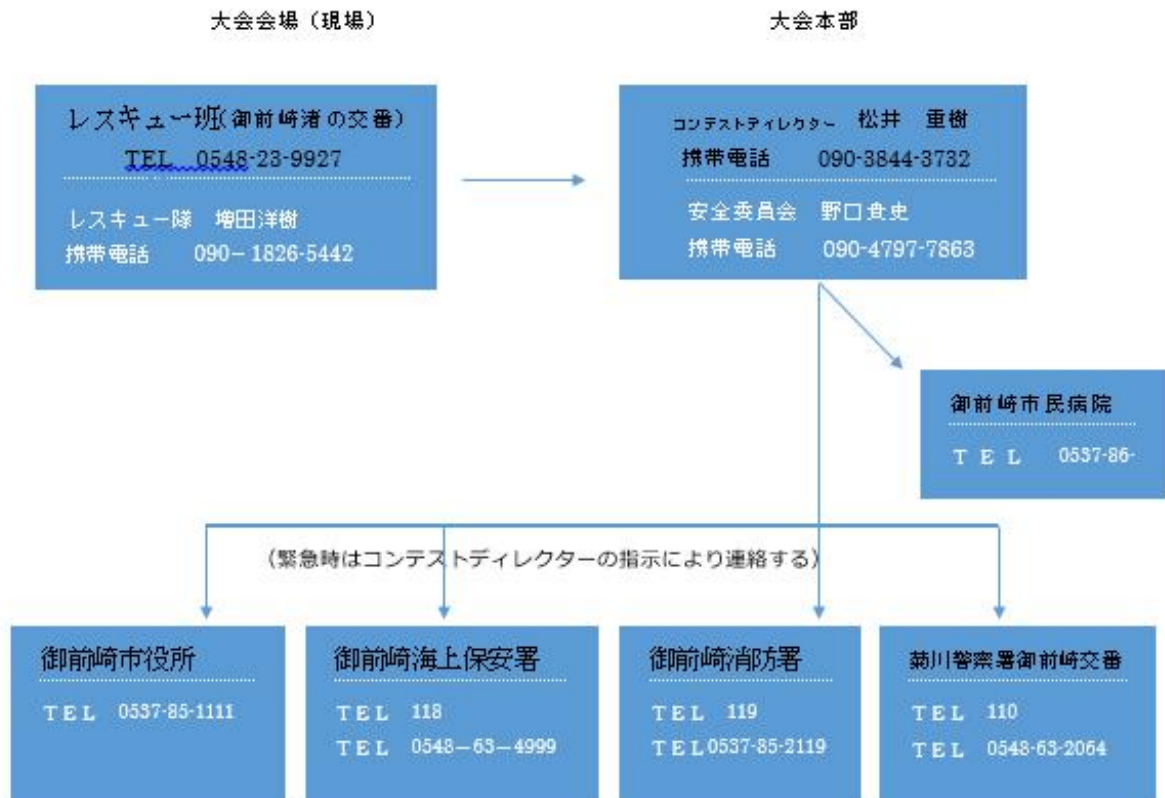 大会会場（現場）
大会本部
レスキュー班(御前崎渚の交番)
TEL 0548-23-9927
レスキュー隊 増田洋樹
携帯電話 090－1826-5442
コンテストディレクター 松井 重樹
携帯電話 090-3844-3732
安全委員会 野口食史
携帯電話 090-4797-7863
御前崎市民病院
ＴＥＬ 0537-86-
（緊急時はコンテストディレクターの指示により連絡する）
御前崎市役所
ＴＥＬ 0537-85-1111
御前崎海上保安署
ＴＥＬ 118
ＴＥＬ 0548－63－4999
御前崎消防署
ＴＥＬ 119
ＴＥＬ0537-85-2119
菊川警察署御前崎交番
ＴＥＬ 110
ＴＥＬ 0548-63-2064